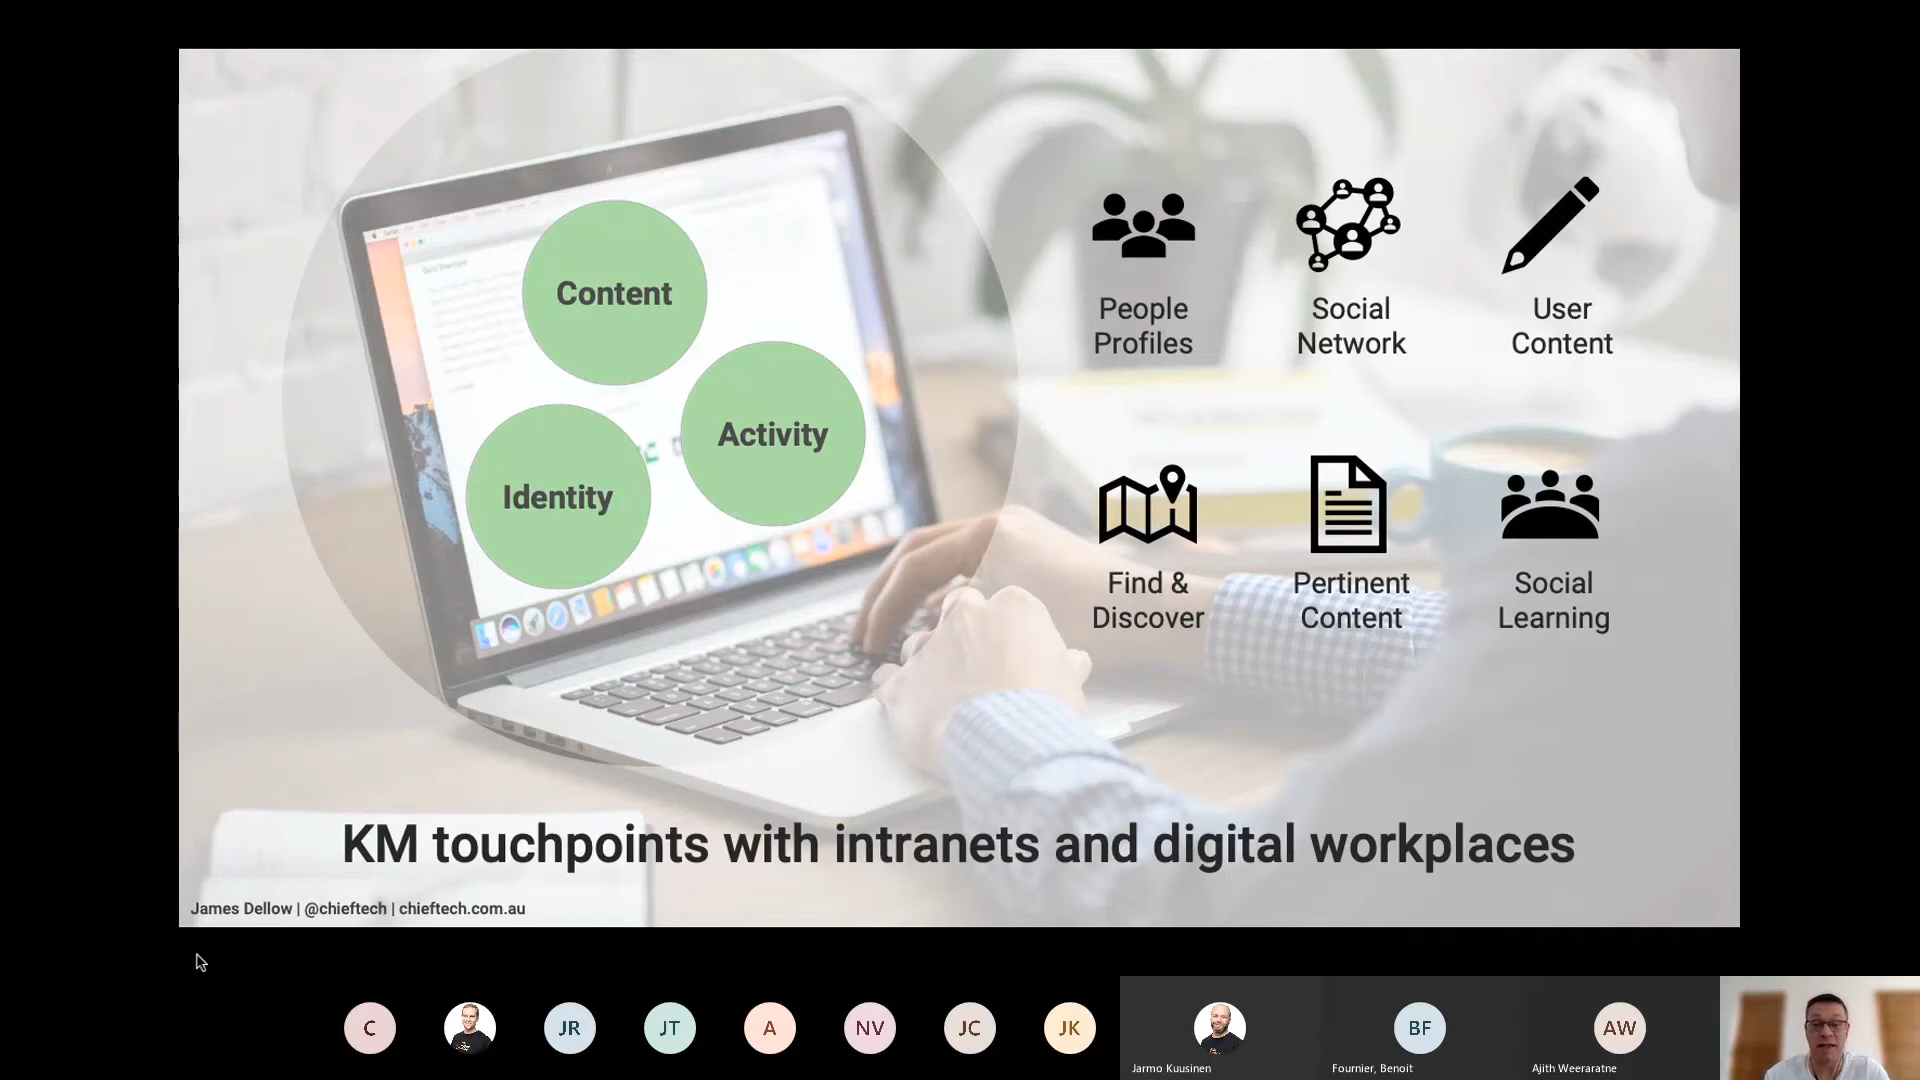 Content
Activity
Identity
People
Profiles
Social
Network
User
Content
Find &
Discover
Pertinent
Content
Social
Learning
KM touchpoints with intranets and digital workplaces
James Dellow | @chieftech | chieftech.com.au
C
JR
JT
A
NV
JC
JK
BF
AW
Jarmo Kuusinen
Fournier, Benoit
Ajith Weeraratne